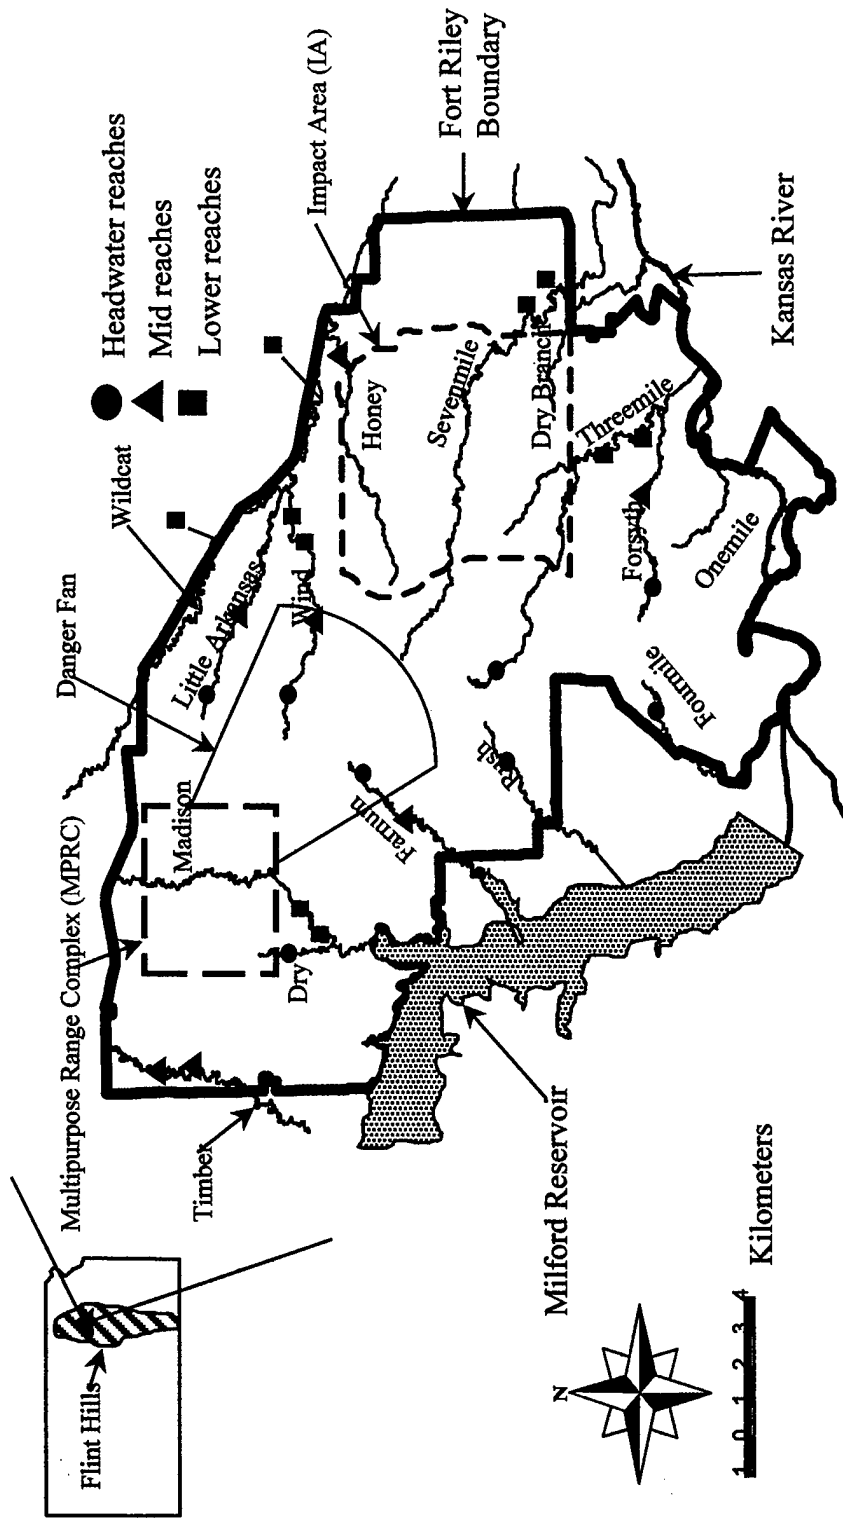 Flint Hills
Multipurpose Range Complex (MPRC)
Danger Fan
Wildcat
Headwater reaches
Mid reaches
Lower reaches
Impact Area (IA)
Fort Riley
Boundary
Timber
Madison
Little Arkansas
Wind
Dry
Honey
Farnum
Sevenmile
Rush
Dry Branch
Threemile
Forsyth
Fourmile
Onemile
Milford Reservoir
Kansas River
N
1 0 1 2 3 4
Kilometers